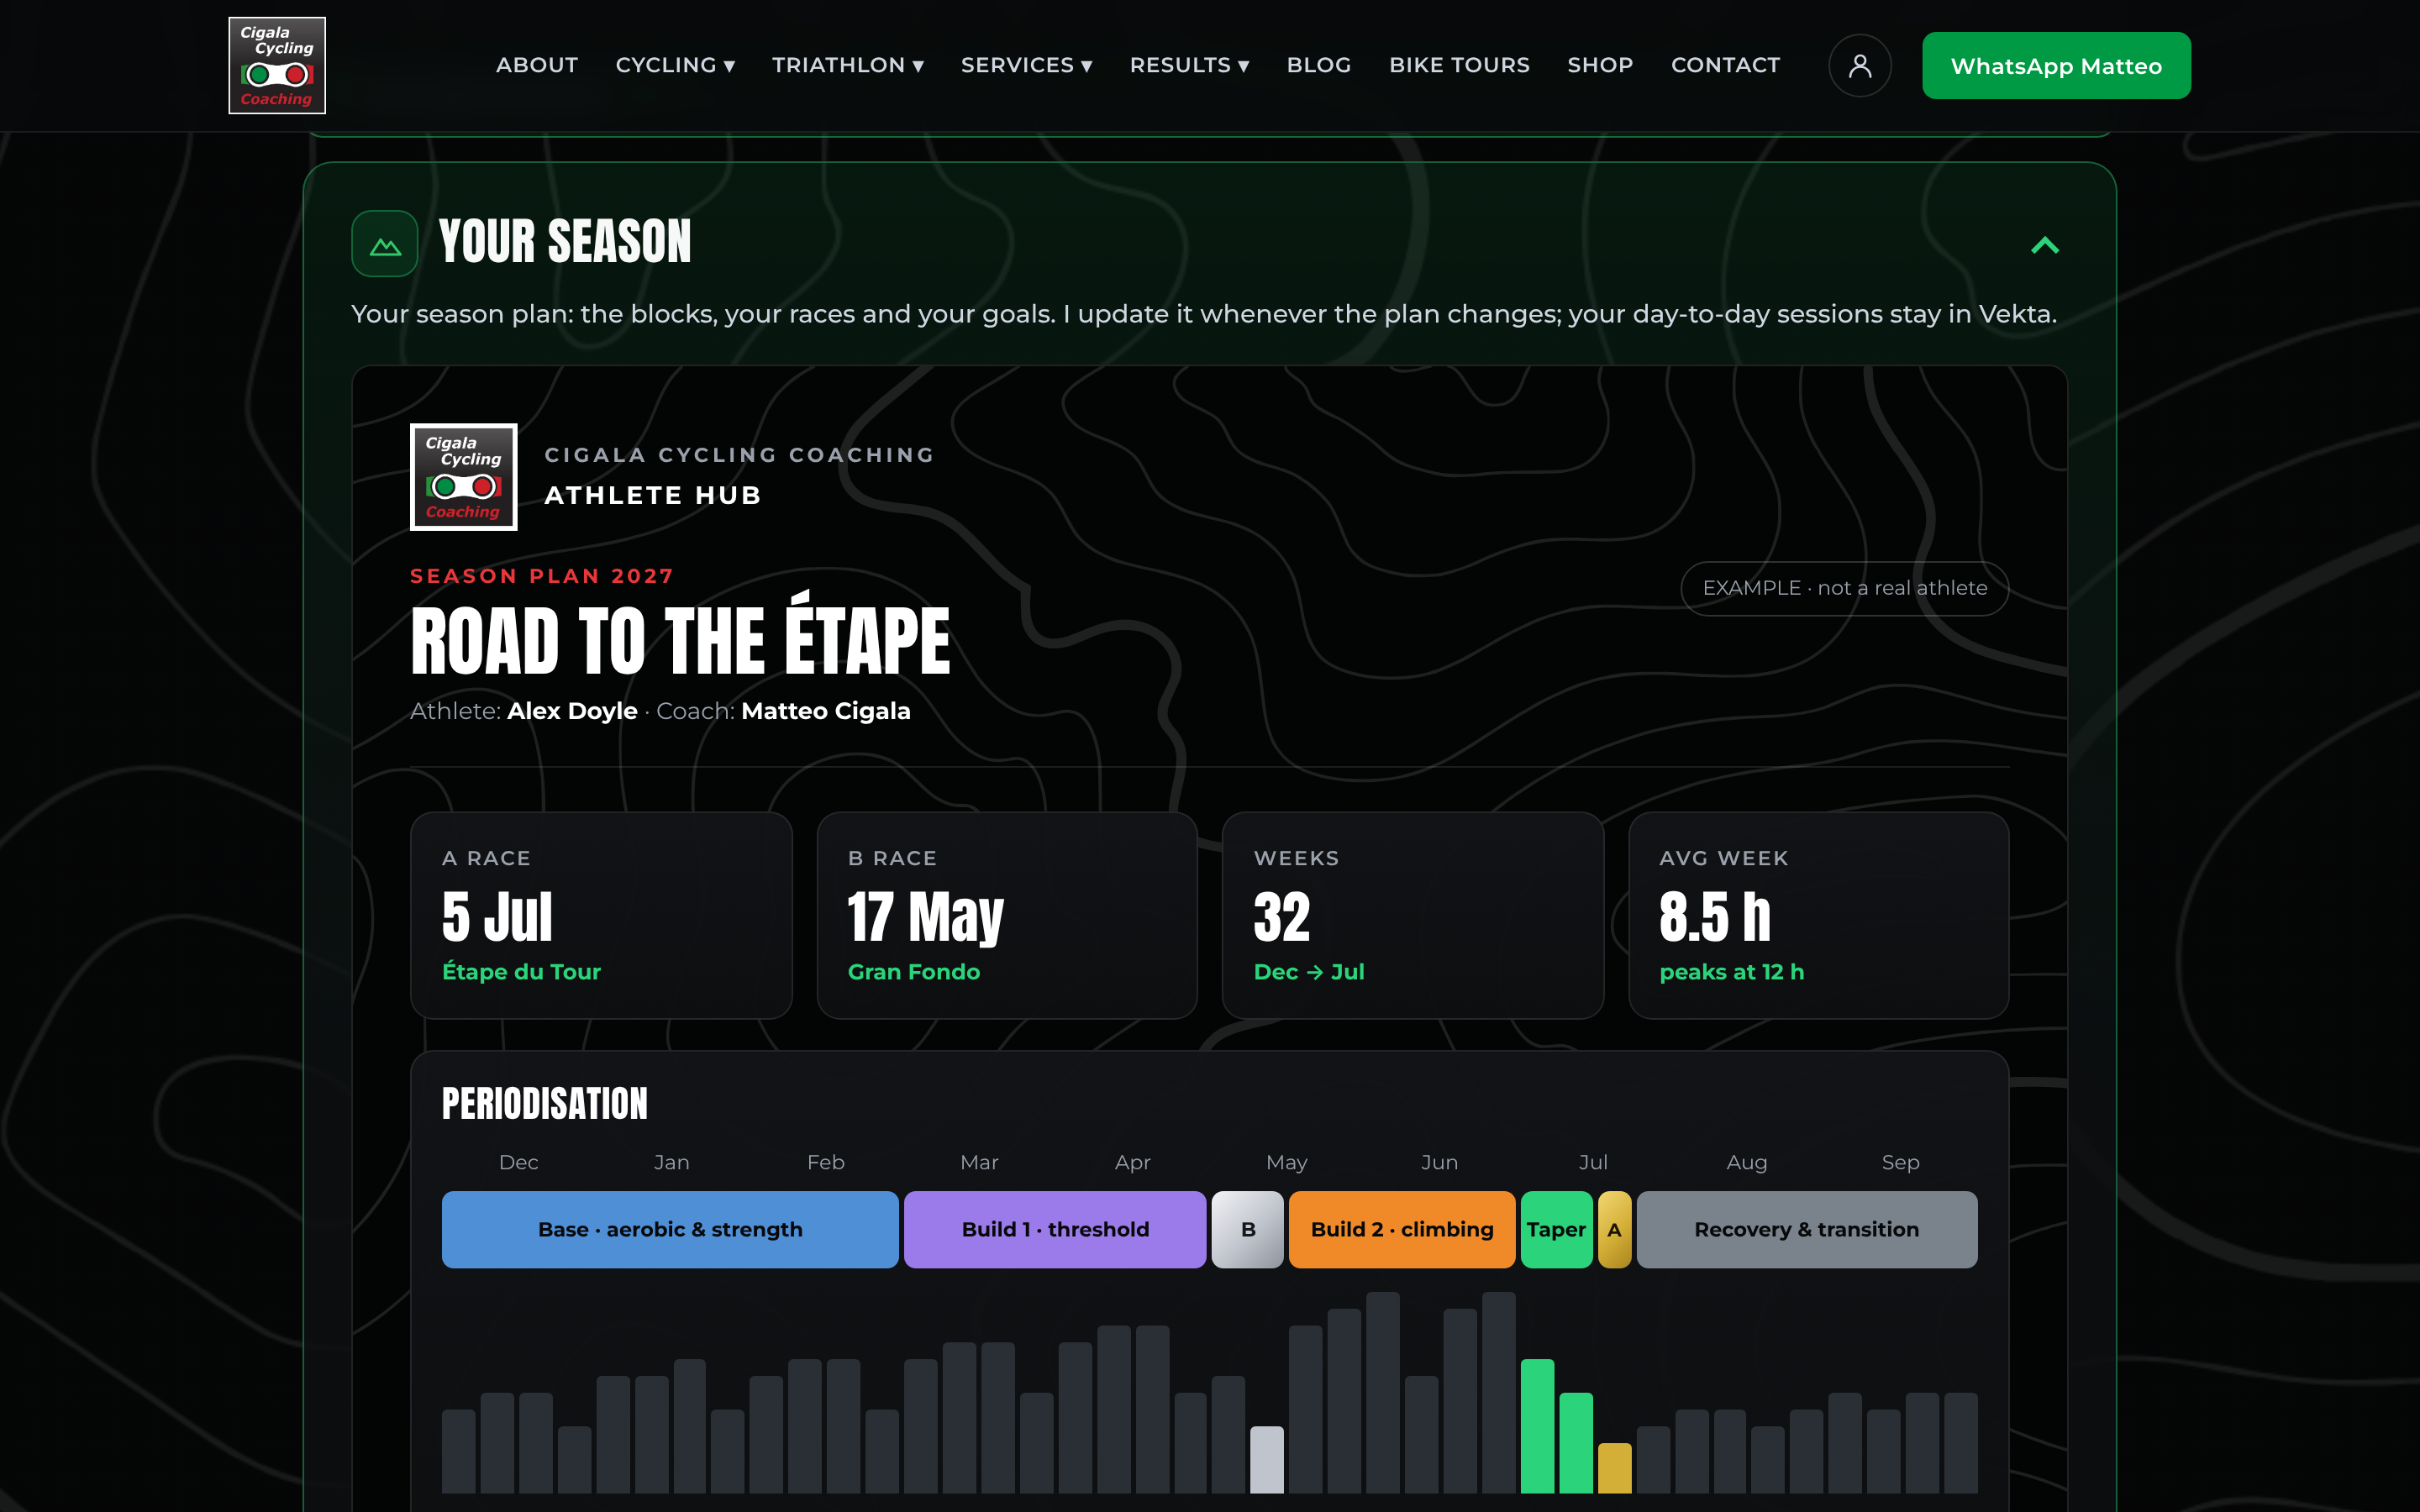 Cigala
Cycling
Coaching
ABOUT CYCLING ▾ TRIATHLON ▾ SERVICES ▾ RESULTS ▾ BLOG BIKE TOURS SHOP CONTACT WhatsApp Matteo
YOUR SEASON
Your season plan: the blocks, your races and your goals. I update it whenever the plan changes; your day-to-day sessions stay in Vekta.
Cigala
Cycling
Coaching
CIGALA CYCLING COACHING
ATHLETE HUB
SEASON PLAN 2027
EXAMPLE · not a real athlete
ROAD TO THE ÉTAPE
Athlete: Alex Doyle · Coach: Matteo Cigala
A RACE
5 Jul
Étape du Tour
B RACE
17 May
Gran Fondo
WEEKS
32
Dec → Jul
AVG WEEK
8.5 h
peaks at 12 h
PERIODISATION
Dec Jan Feb Mar Apr May Jun Jul Aug Sep
Base · aerobic & strength Build 1 · threshold B Build 2 · climbing Taper A Recovery & transition